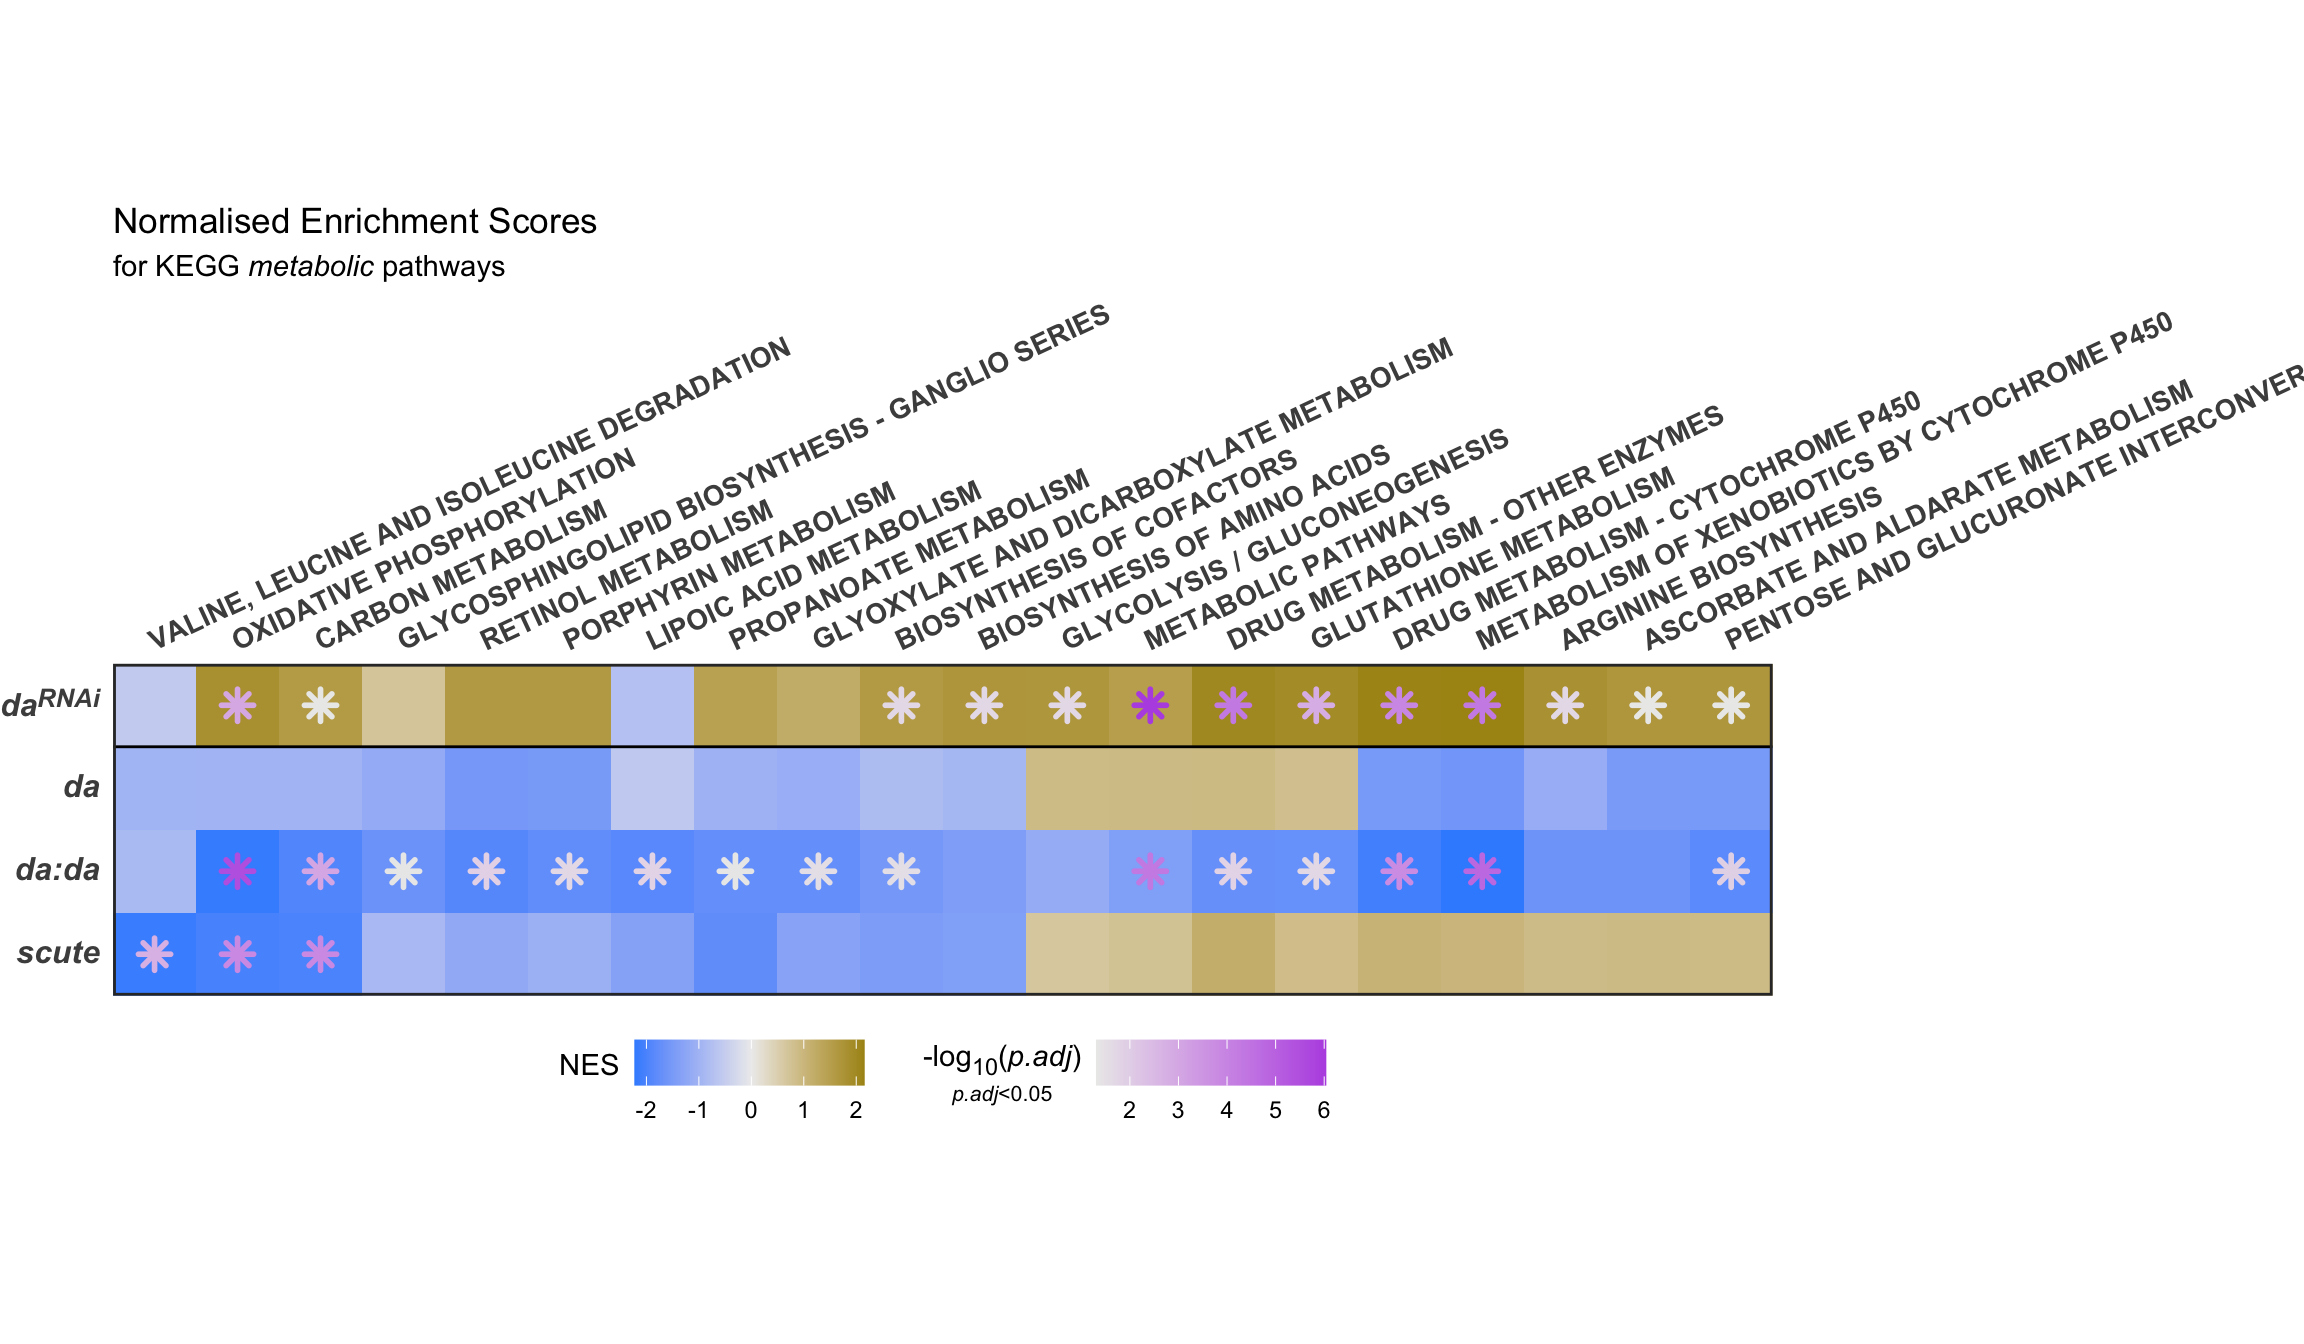 Normalised Enrichment Scores
for KEGG metabolic pathways
VALINE, LEUCINE AND ISOLEUCINE DEGRADATION
OXIDATIVE PHOSPHORYLATION
CARBON METABOLISM
GLYCOSPHINGOLIPID BIOSYNTHESIS - GANGLIO SERIES
RETINOL METABOLISM
PORPHYRIN METABOLISM
LIPOIC ACID METABOLISM
PROPANOATE METABOLISM
GLYOXYLATE AND DICARBOXYLATE METABOLISM
BIOSYNTHESIS OF COFACTORS
BIOSYNTHESIS OF AMINO ACIDS
GLYCOLYSIS / GLUCONEOGENESIS
METABOLIC PATHWAYS
DRUG METABOLISM - OTHER ENZYMES
GLUTATHIONE METABOLISM
DRUG METABOLISM - CYTOCHROME P450
METABOLISM OF XENOBIOTICS BY CYTOCHROME P450
ARGININE BIOSYNTHESIS
ASCORBATE AND ALDARATE METABOLISM
PENTOSE AND GLUCURONATE INTERCONVER
daRNAi
da
da:da
scute
NES
-2 -1 0 1 2
-log10(p.adj)
p.adj<0.05
2 3 4 5 6